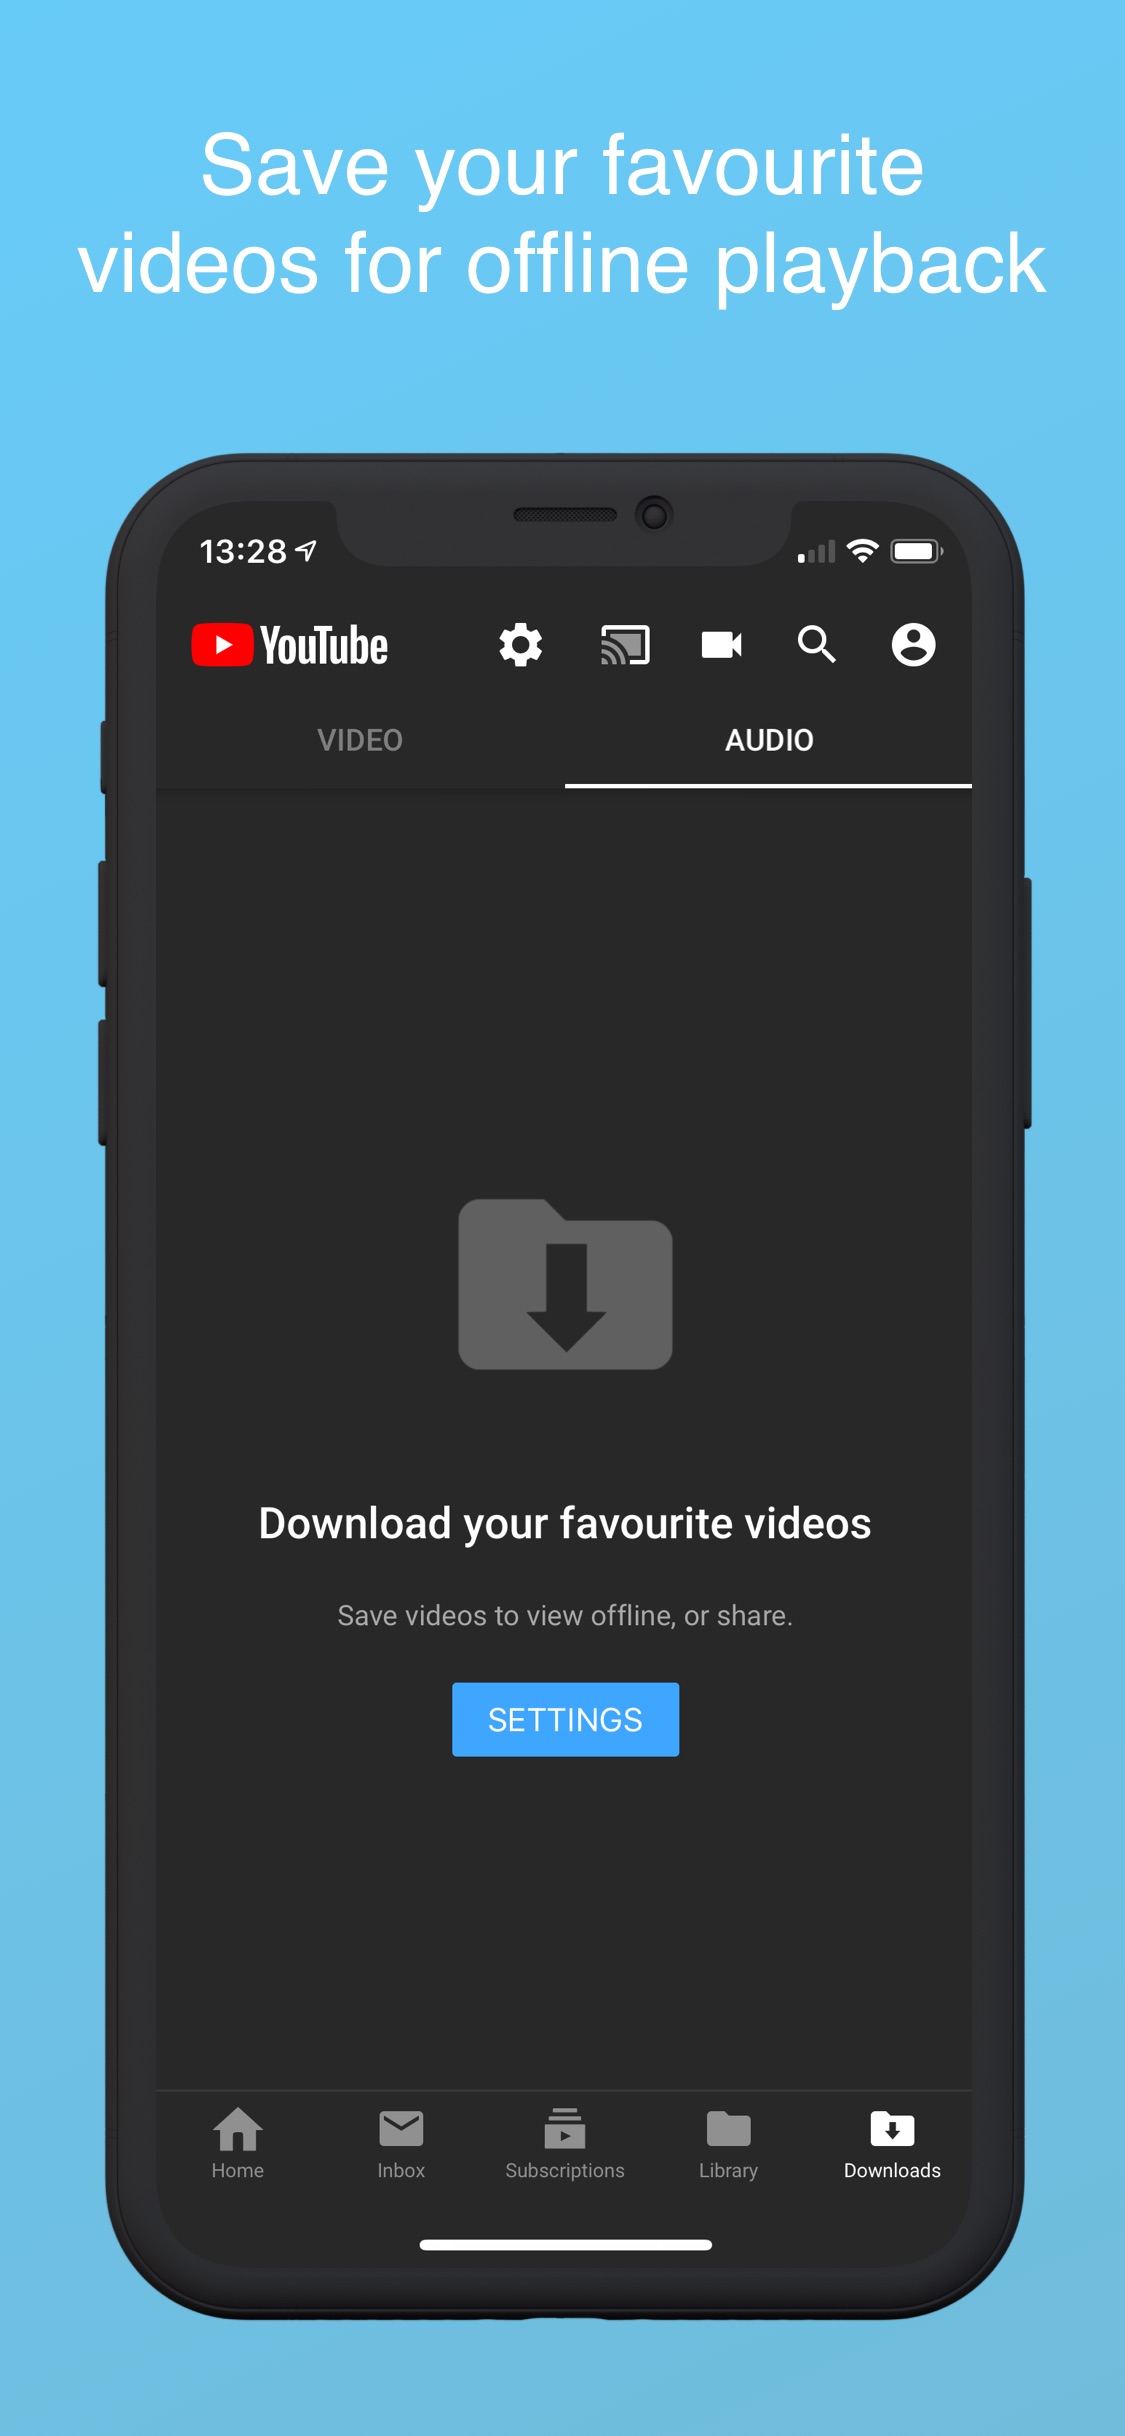 Save your favourite
videos for offline playback
13:28
YouTube
VIDEO AUDIO
Download your favourite videos
Save videos to view offline, or share.
SETTINGS
Home Inbox Subscriptions Library Downloads